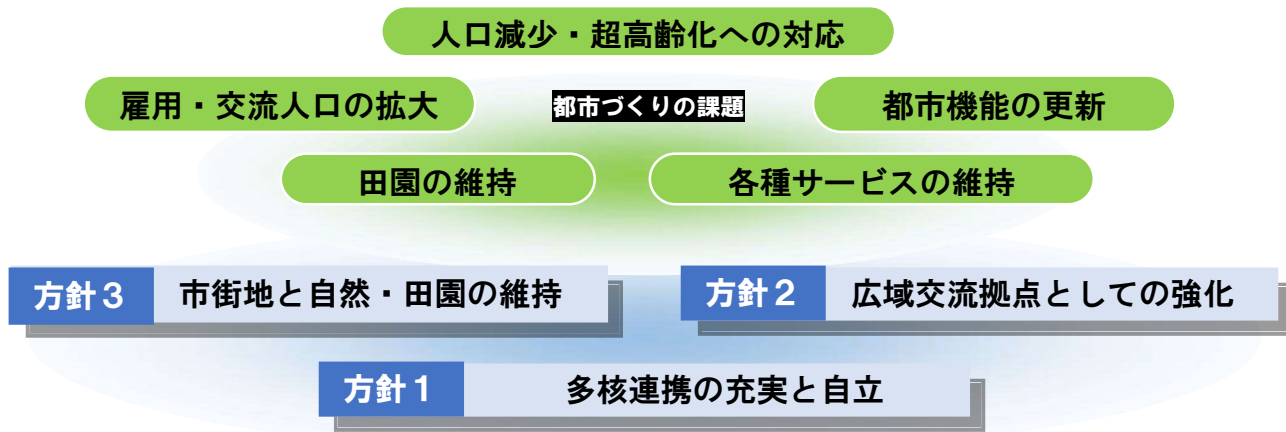 人口減少・超高齢化への対応
雇用・交流人口の拡大
都市づくりの課題
都市機能の更新
田園の維持
各種サービスの維持
方針3 市街地と自然・田園の維持
方針2 広域交流拠点としての強化
方針1 多核連携の充実と自立